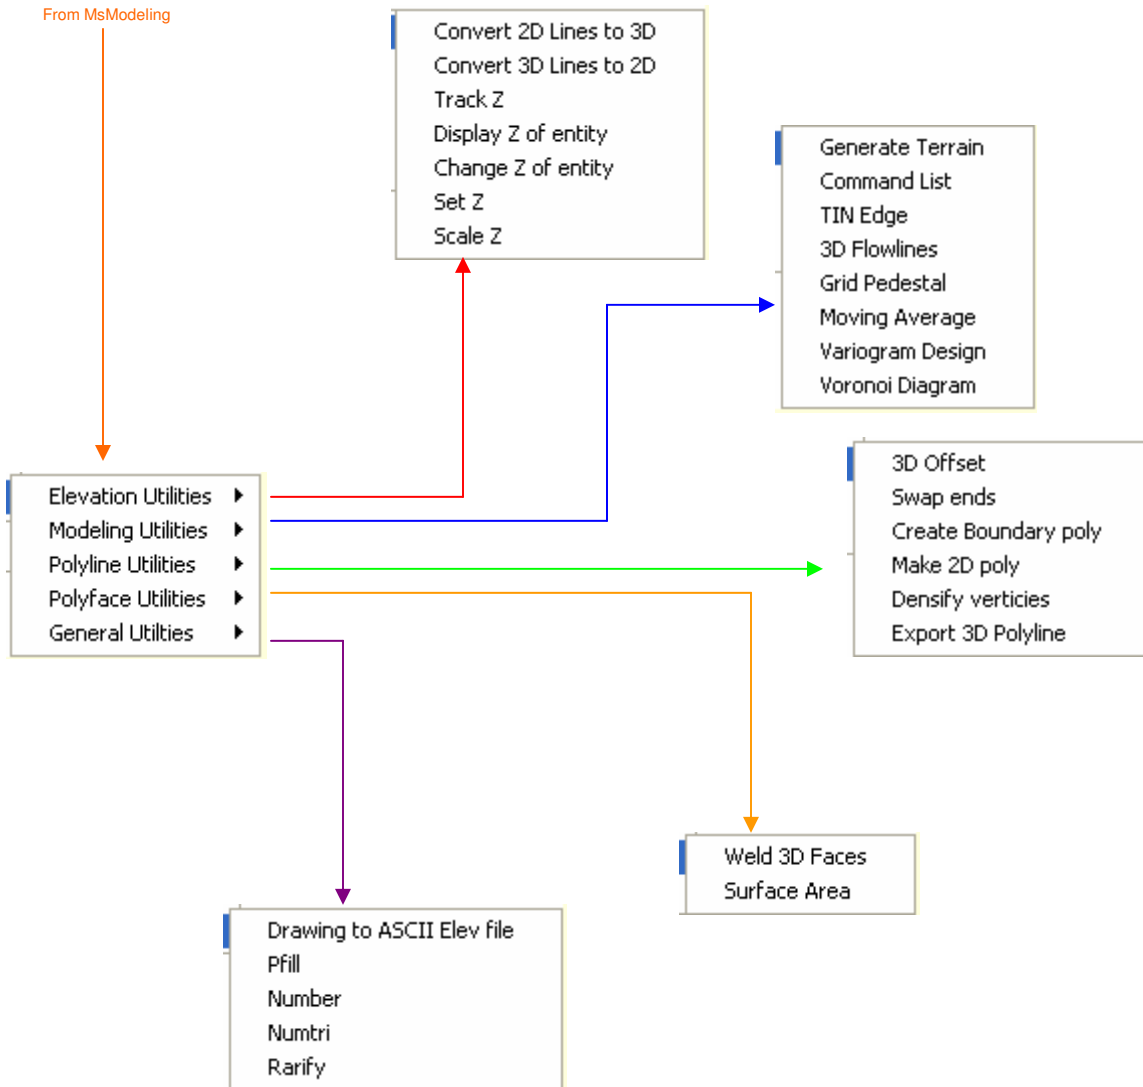 From MsModeling
Convert 2D Lines to 3D
Convert 3D Lines to 2D
Track Z
Display Z of entity
Change Z of entity
Set Z
Scale Z
Generate Terrain
Command List
TIN Edge
3D Flowlines
Grid Pedestal
Moving Average
Variogram Design
Voronoi Diagram
Elevation Utilities
Modeling Utilities
Polyline Utilities
Polyface Utilities
General Utilties
3D Offset
Swap ends
Create Boundary poly
Make 2D poly
Densify verticies
Export 3D Polyline
Weld 3D Faces
Surface Area
Drawing to ASCII Elev file
Pfill
Number
Numtri
Rarify